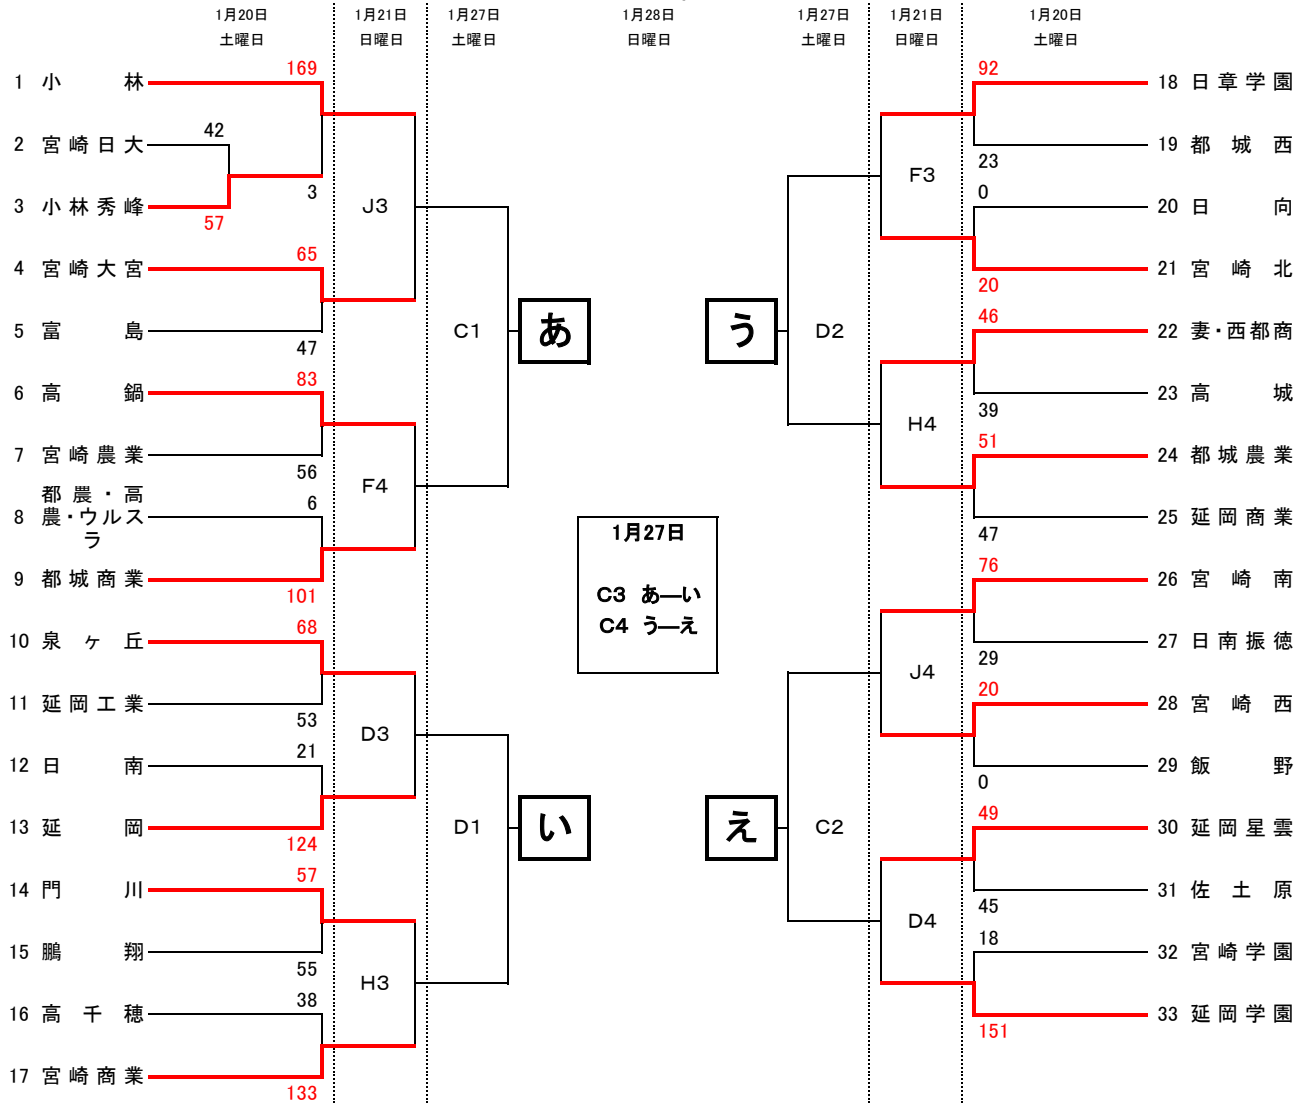 1月20日 1月21日 1月27日 1月28日 1月27日 1月21日 1月20日
土曜日 日曜日 土曜日 日曜日 土曜日 日曜日 土曜日
169
1 小林
42
2 宮崎日大
3
3 小林秀峰
57
J3
65
4 宮崎大宮
5 富島
47
C1
あ
83
6 高鍋
7 宮崎農業
56
F4
6
8 都農・高
農・ウルス
ラ
9 都城商業
101
68
10 泉ヶ丘
11 延岡工業
53
D3
21
12 日南
13 延岡
124
D1
い
57
14 門川
15 鵬翔
55
H3
38
16 高千穂
17 宮崎商業
133
1月27日
C3 あ―い
C4 う―え
92
18 日章学園
19 都城西
23
F3
0
20 日向
21 宮崎北
20
う
D2
46
22 妻・西都商
23 高城
39
H4
51
24 都城農業
25 延岡商業
47
76
26 宮崎南
27 日南振徳
29
J4
20
28 宮崎西
29 飯野
0
え
C2
49
30 延岡星雲
31 佐土原
45
D4
18
32 宮崎学園
33 延岡学園
151